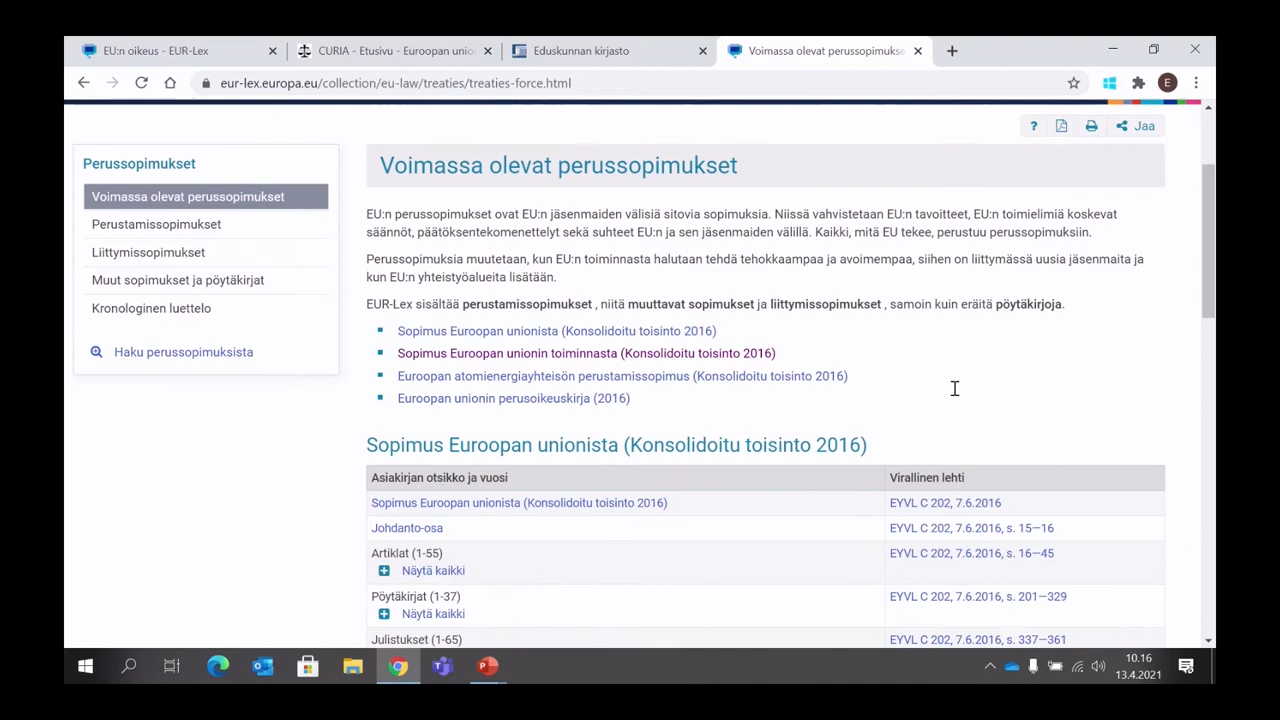 EU:n oikeus - EUR-Lex
CURIA - Etusivu - Euroopan unio
Eduskunnan kirjasto
Voimassa olevat perussopimukse
eur-lex.europa.eu/collection/eu-law/treaties/treaties-force.html
E
? Jaa
Perussopimukset
Voimassa olevat perussopimukset
Perustamissopimukset
Liittymissopimukset
Muut sopimukset ja pöytäkirjat
Kronologinen luettelo
Haku perussopimuksista
Voimassa olevat perussopimukset
EU:n perussopimukset ovat EU:n jäsenmaiden välisiä sitovia sopimuksia. Niissä vahvistetaan EU:n tavoitteet, EU:n toimielimiä koskevat
säännöt, päätöksentekomenettelyt sekä suhteet EU:n ja sen jäsenmaiden välillä. Kaikki, mitä EU tekee, perustuu perussopimuksiin.
Perussopimuksia muutetaan, kun EU:n toiminnasta halutaan tehdä tehokkaampaa ja avoimempaa, siihen on liittymässä uusia jäsenmaita ja
kun EU:n yhteistyöalueita lisätään.
EUR-Lex sisältää perustamissopimukset , niitä muuttavat sopimukset ja liittymissopimukset , samoin kuin eräitä pöytäkirjoja.
Sopimus Euroopan unionista (Konsolidoitu toisinto 2016)
Sopimus Euroopan unionin toiminnasta (Konsolidoitu toisinto 2016)
Euroopan atomienergiayhteisön perustamissopimus (Konsolidoitu toisinto 2016)
Euroopan unionin perusoikeuskirja (2016)
Sopimus Euroopan unionista (Konsolidoitu toisinto 2016)
Asiakirjan otsikko ja vuosi Virallinen lehti
Sopimus Euroopan unionista (Konsolidoitu toisinto 2016) EYVL C 202, 7.6.2016
Johdanto-osa EYVL C 202, 7.6.2016, s. 15—16
Artiklat (1-55) EYVL C 202, 7.6.2016, s. 16—45
Näytä kaikki
Pöytäkirjat (1-37) EYVL C 202, 7.6.2016, s. 201—329
Näytä kaikki
Julistukset (1-65) EYVL C 202, 7.6.2016, s. 337—361
10.16
13.4.2021